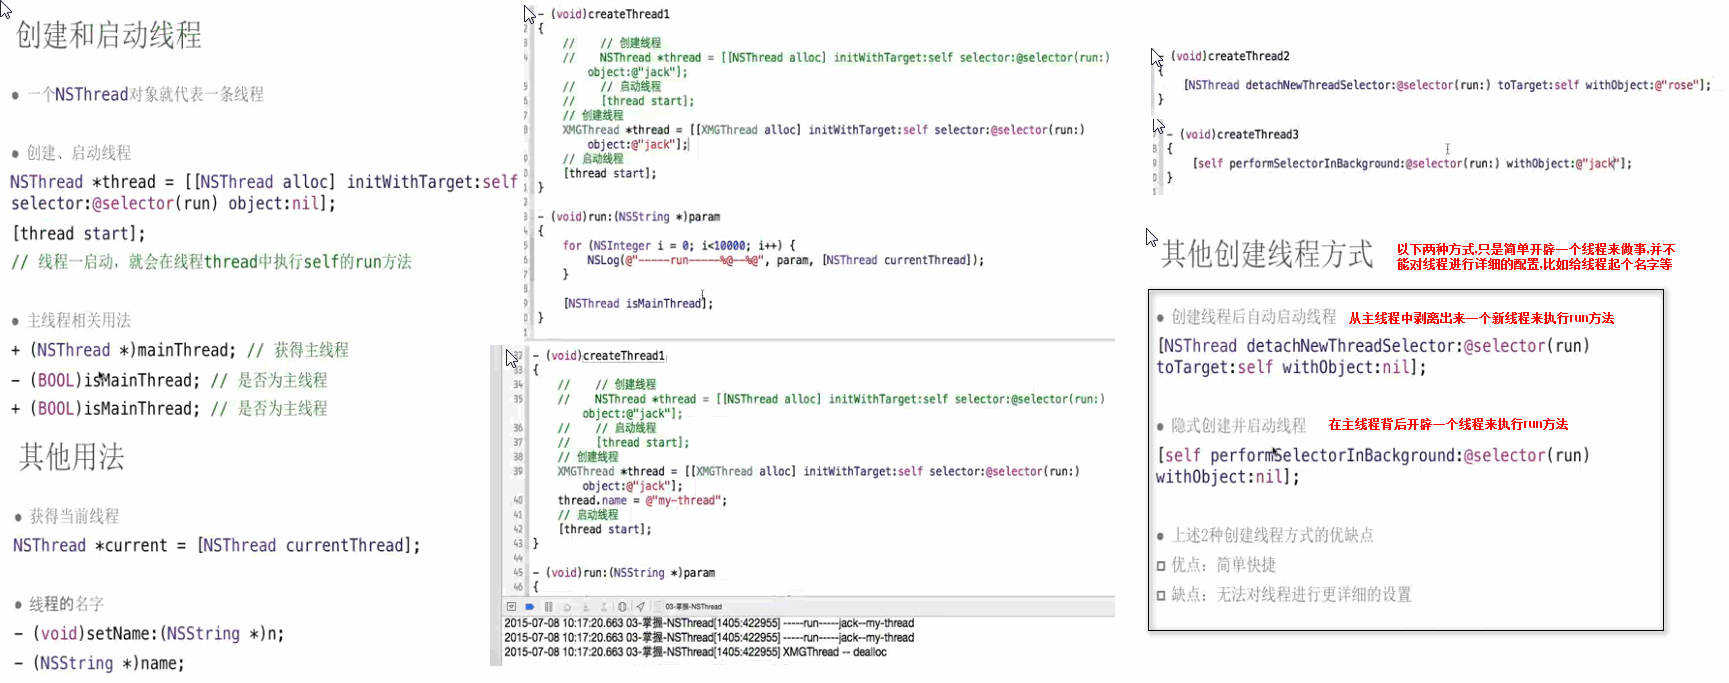 创建和启动线程
● 一个NSThread对象就代表一条线程
● 创建、启动线程
NSThread *thread = [[NSThread alloc] initWithTarget:self
selector:@selector(run) object:nil];
[thread start];
// 线程一启动，就会在线程thread中执行self的run方法
● 主线程相关用法
+ (NSThread *)mainThread; // 获得主线程
- (BOOL)isMainThread; // 是否为主线程
+ (BOOL)isMainThread; // 是否为主线程
其他用法
● 获得当前线程
NSThread *current = [NSThread currentThread];
● 线程的名字
- (void)setName:(NSString *)n;
- (NSString *)name;
- (void)createThread1
{
//    // 创建线程
//    NSThread *thread = [[NSThread alloc] initWithTarget:self selector:@selector(run:)
object:@"jack"];
//    // 启动线程
//    [thread start];
// 创建线程
XMGThread *thread = [[XMGThread alloc] initWithTarget:self selector:@selector(run:)
object:@"jack"];
// 启动线程
[thread start];
}
- (void)run:(NSString *)param
{
for (NSInteger i = 0; i<10000; i++) {
NSLog(@"-----run-----%@--%@", param, [NSThread currentThread]);
}
[NSThread isMainThread];
}
- (void)createThread1
33 {
34 //    // 创建线程
35 //    NSThread *thread = [[NSThread alloc] initWithTarget:self selector:@selector(run:)
object:@"jack"];
36 //    // 启动线程
37 //    [thread start];
38 // 创建线程
39 XMGThread *thread = [[XMGThread alloc] initWithTarget:self selector:@selector(run:)
object:@"jack"];
40 thread.name = @"my-thread";
41 // 启动线程
42 [thread start];
43 }
44
45 - (void)run:(NSString *)param
46 {
03-掌握-NSThread
2015-07-08 10:17:20.663 03-掌握-NSThread[1405:422955] -----run-----jack--my-thread
2015-07-08 10:17:20.663 03-掌握-NSThread[1405:422955] -----run-----jack--my-thread
2015-07-08 10:17:20.663 03-掌握-NSThread[1405:422955] XMGThread -- dealloc
(void)createThread2
{
[NSThread detachNewThreadSelector:@selector(run:) toTarget:self withObject:@"rose"];
}
- (void)createThread3
{
[self performSelectorInBackground:@selector(run:) withObject:@"jack"];
}
其他创建线程方式
以下两种方式,只是简单开辟一个线程来做事,并不
能对线程进行详细的配置,比如给线程起个名字等
● 创建线程后自动启动线程 从主线程中剥离出来一个新线程来执行run方法
[NSThread detachNewThreadSelector:@selector(run)
toTarget:self withObject:nil];
● 隐式创建并启动线程 在主线程背后开辟一个线程来执行run方法
[self performSelectorInBackground:@selector(run)
withObject:nil];
● 上述2种创建线程方式的优缺点
优点：简单快捷
缺点：无法对线程进行更详细的设置